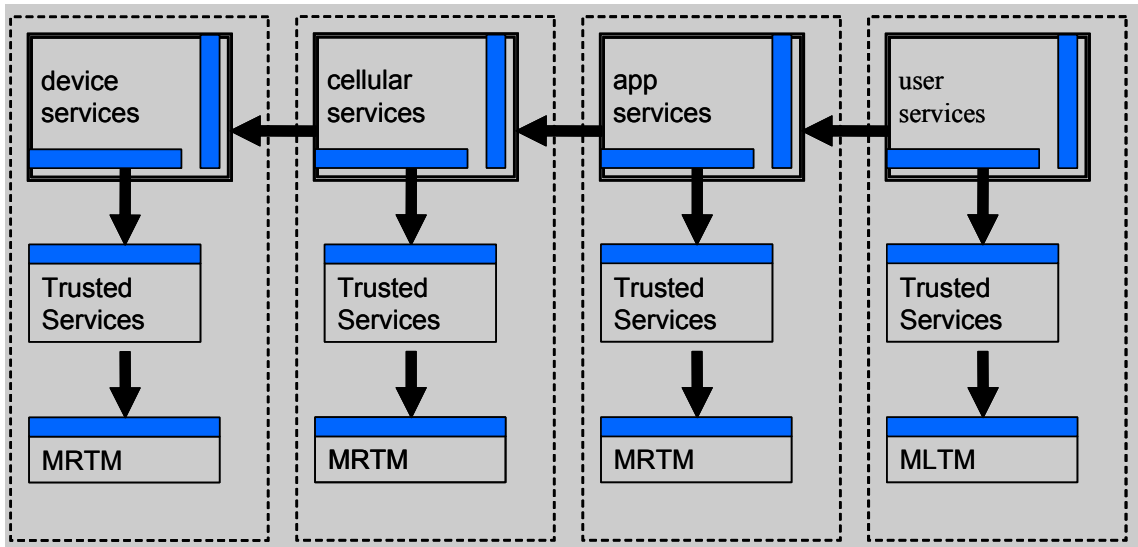 device
services
cellular
services
app
services
user
services
Trusted
Services
Trusted
Services
Trusted
Services
Trusted
Services
MRTM
MRTM
MRTM
MLTM